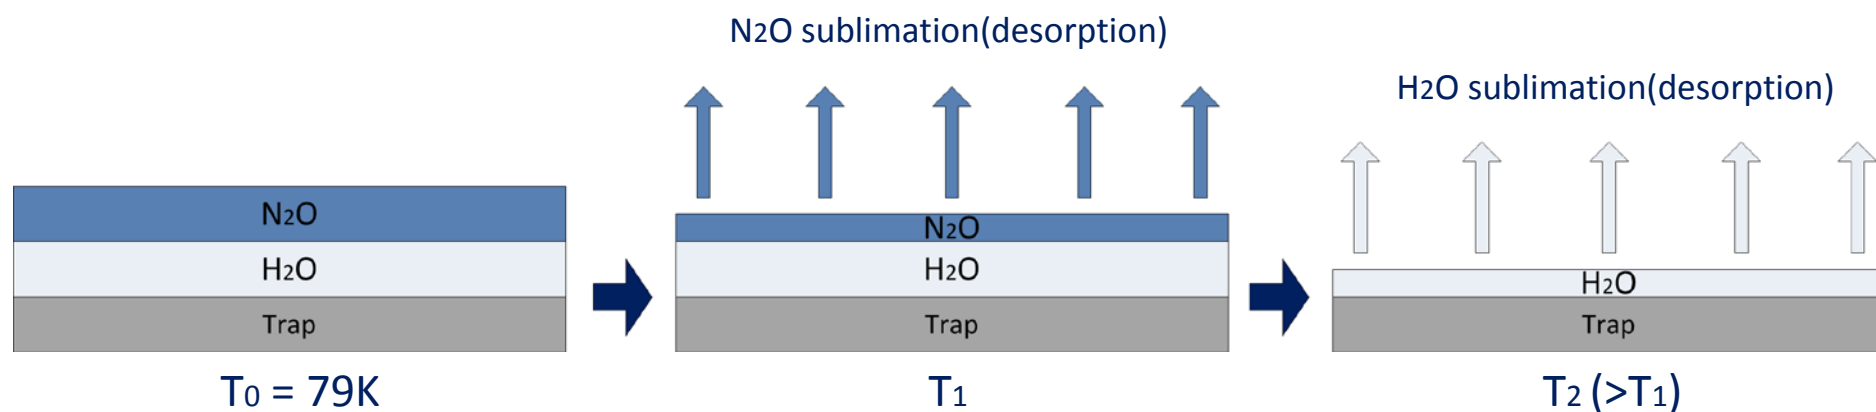 N2O sublimation(desorption)
H2O sublimation(desorption)
N2O
H2O
Trap
T0 = 79K
N2O
H2O
Trap
T1
H2O
Trap
T2 (>T1)